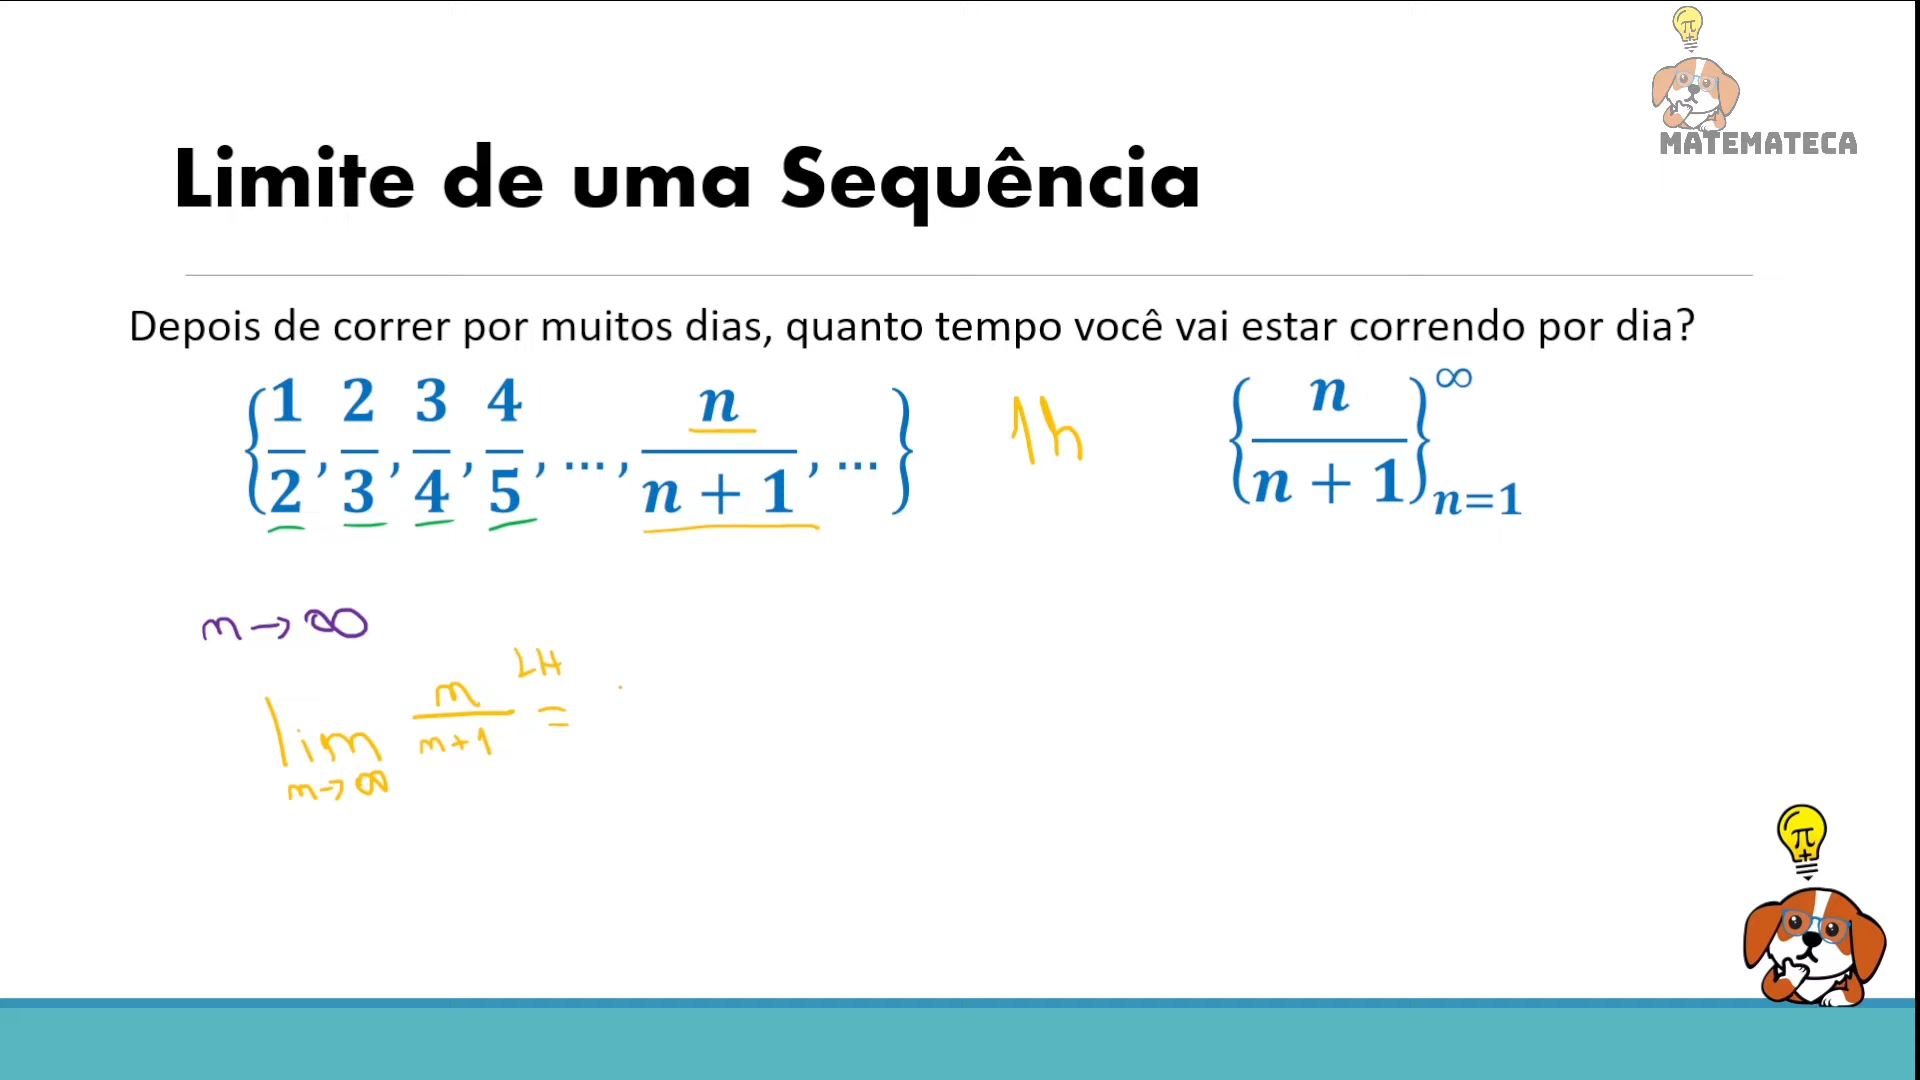 MATEMATECA
Limite de uma Sequência
Depois de correr por muitos dias, quanto tempo você vai estar correndo por dia?
{1/2, 2/3, 3/4, 4/5, ..., n/(n + 1), ...} 1h {n/(n + 1)}∞ n=1
n → ∞
lim n→∞ n/(n+1) LH =